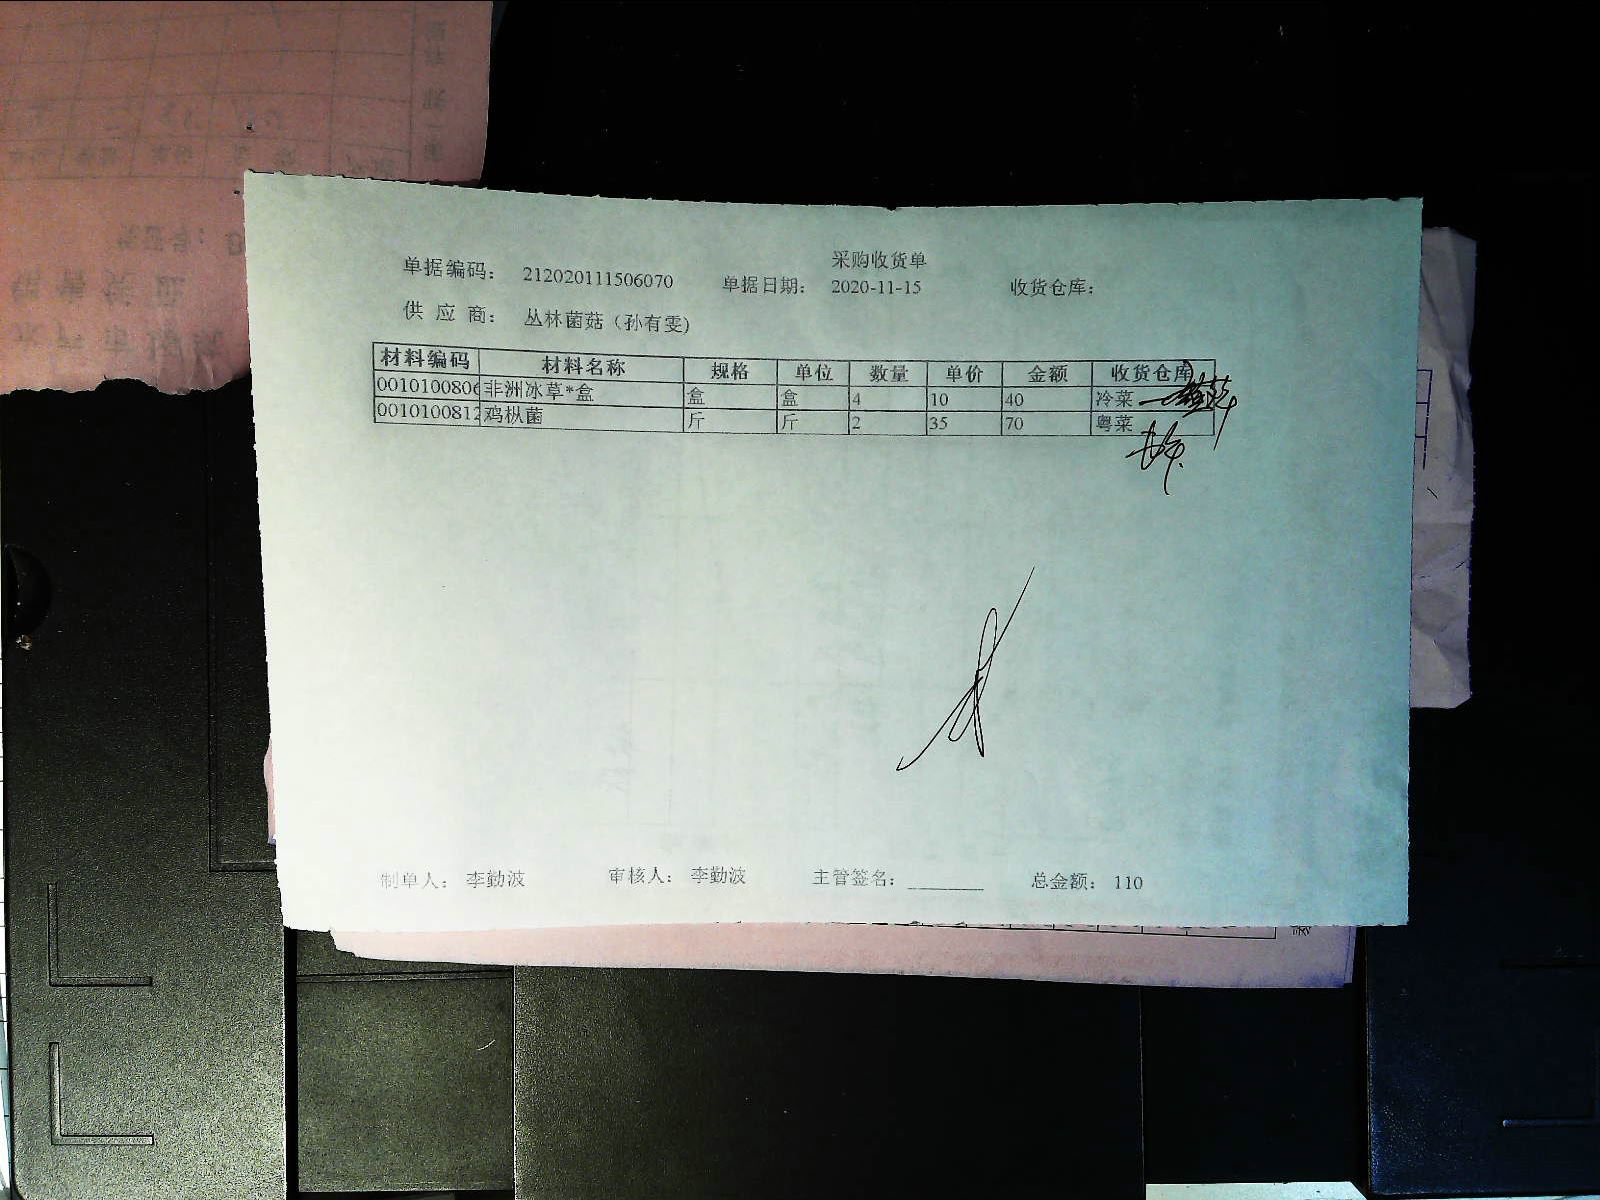 采购收货单
单据编码： 212020111506070 单据日期： 2020-11-15 收货仓库：
供 应 商： 丛林菌菇（孙有雯)
材料编码 材料名称 规格 单位 数量 单价 金额 收货仓库
0010100806 非洲冰草*盒 盒 盒 4 10 40 冷菜
0010100812 鸡枞菌 斤 斤 2 35 70 粤菜
制单人： 李勤波 审核人： 李勤波 主管签名：________ 总金额： 110